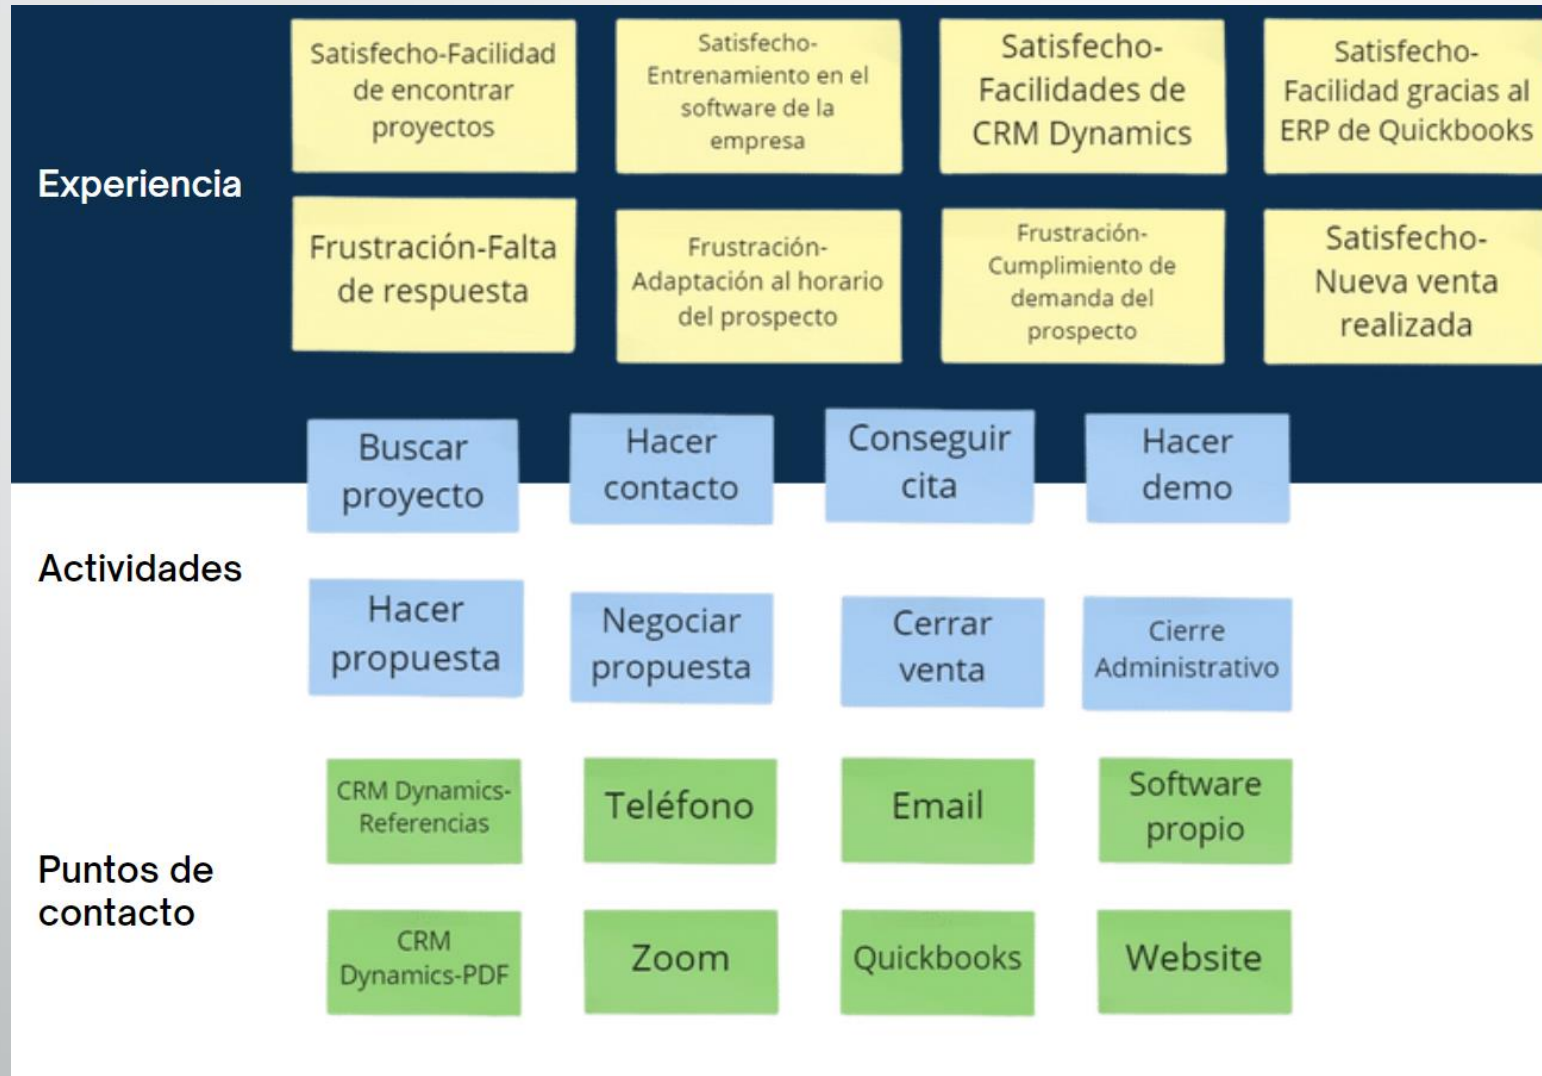 Experiencia
Satisfecho-Facilidad
de encontrar
proyectos
Satisfecho-
Entrenamiento en el
software de la
empresa
Satisfecho-
Facilidades de
CRM Dynamics
Satisfecho-
Facilidad gracias al
ERP de Quickbooks
Frustración-Falta
de respuesta
Frustración-
Adaptación al horario
del prospecto
Frustración-
Cumplimiento de
demanda del
prospecto
Satisfecho-
Nueva venta
realizada
Actividades
Buscar
proyecto
Hacer
contacto
Conseguir
cita
Hacer
demo
Hacer
propuesta
Negociar
propuesta
Cerrar
venta
Cierre
Administrativo
Puntos de
contacto
CRM Dynamics-
Referencias
Teléfono
Email
Software
propio
CRM
Dynamics-PDF
Zoom
Quickbooks
Website